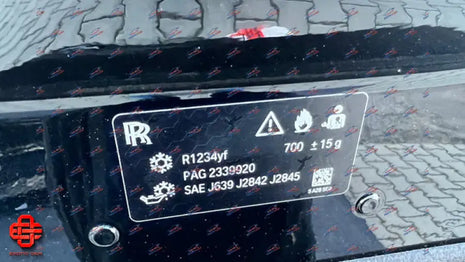 RR
R1234yf
700 ± 15 g
PAG 2339920
SAE J639 J2842 J2845